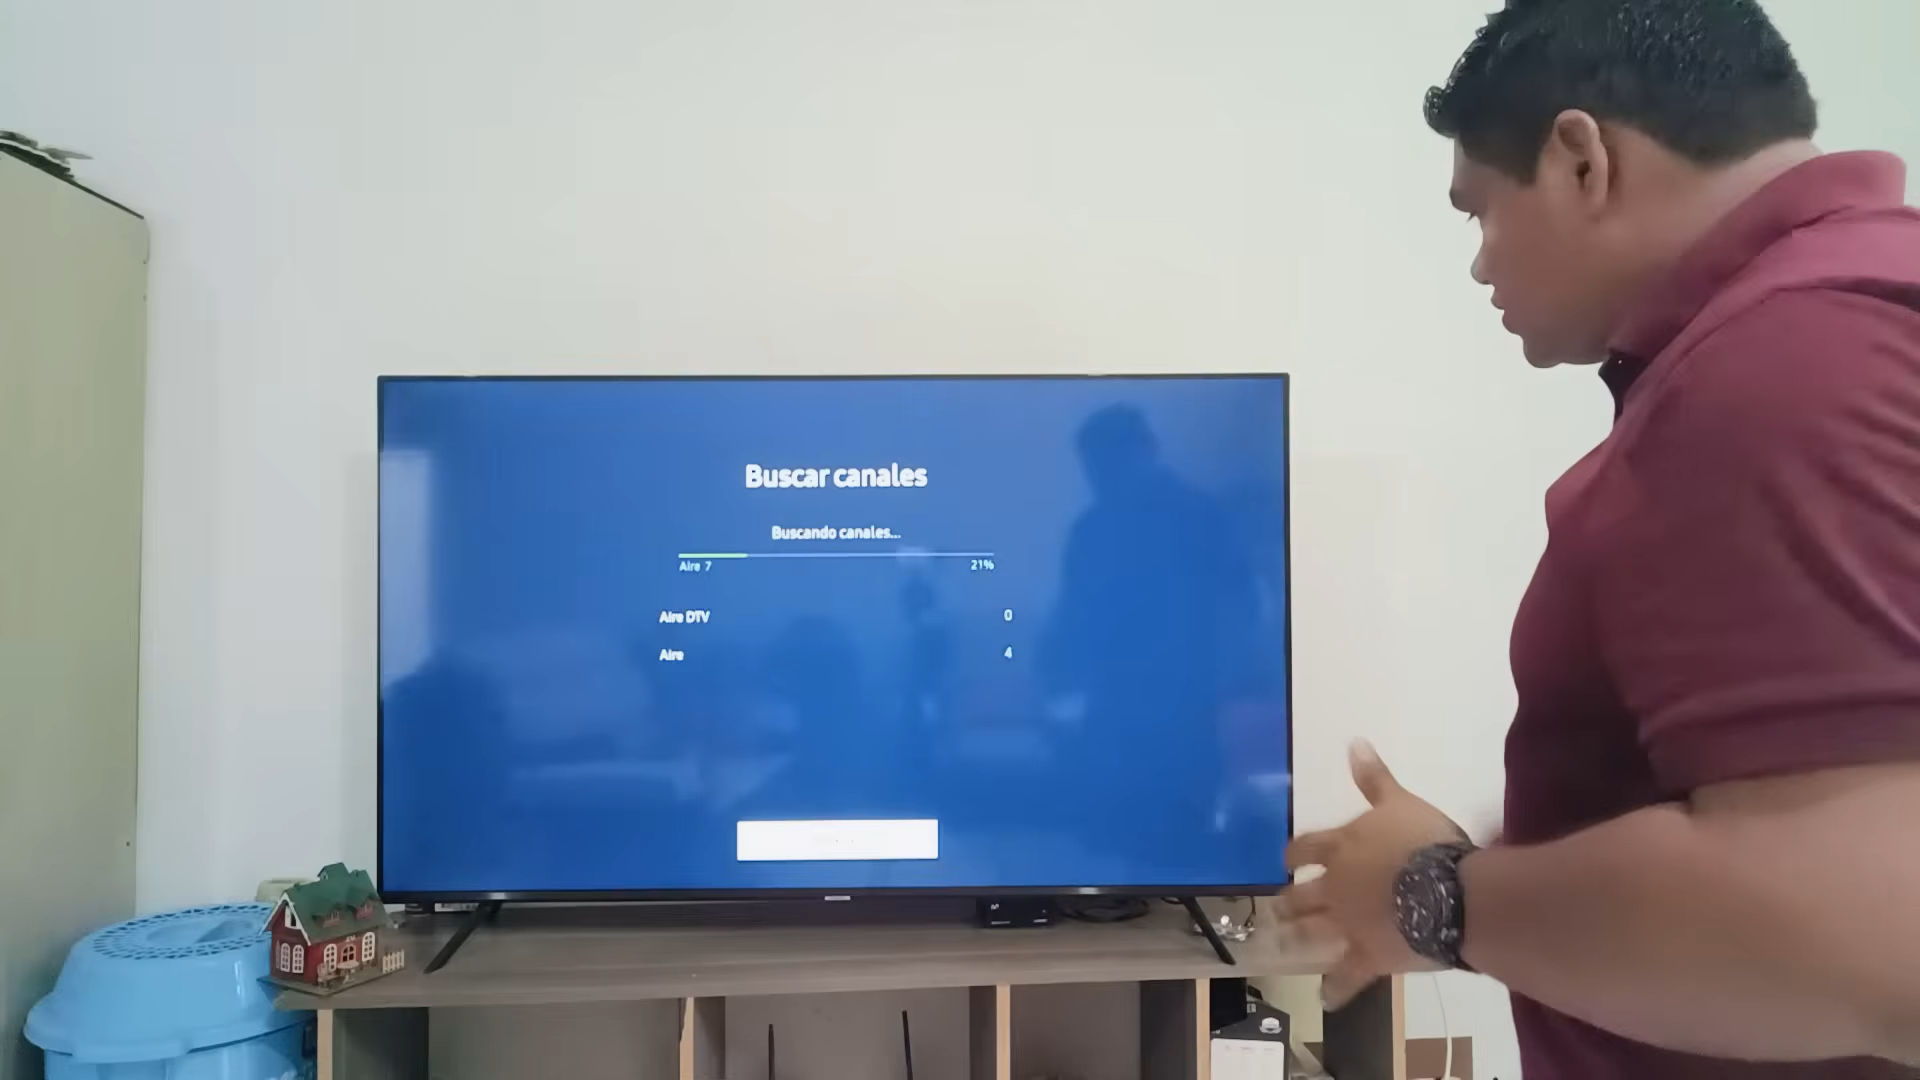 Buscar canales
Buscando canales...
Aire 7 21%
Aire DTV 0
Aire 4